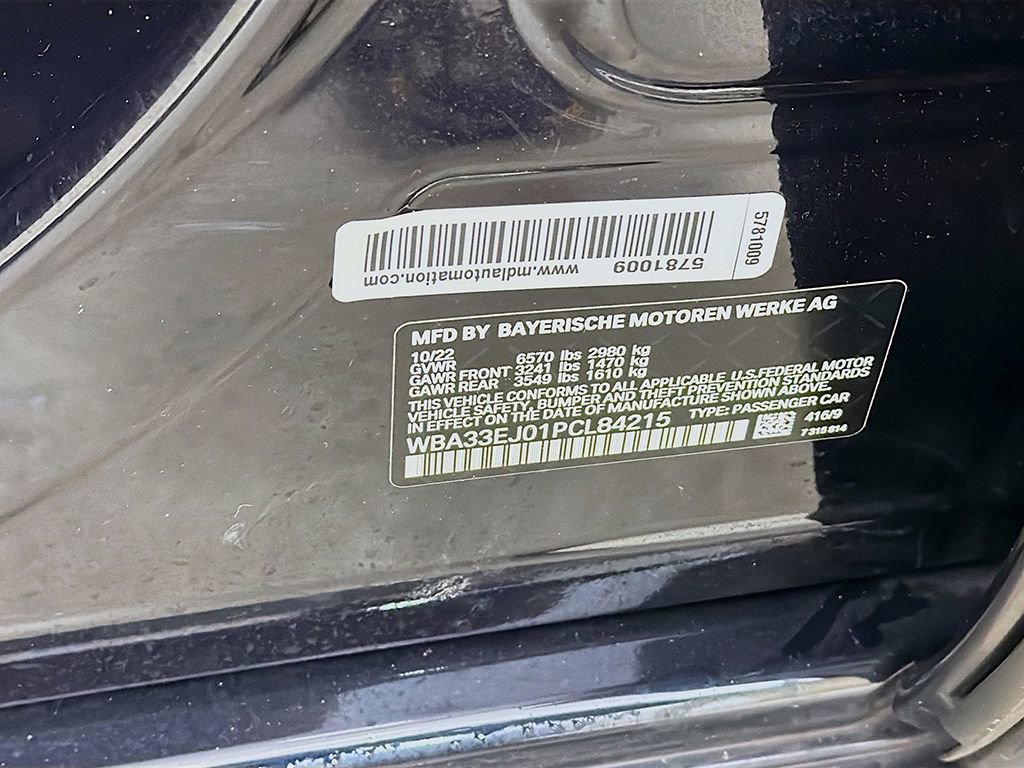 5781009
www.mdlautomation.com 5781009
MFD BY BAYERISCHE MOTOREN WERKE AG
10/22
GVWR 6570 lbs 2980 kg
GAWR FRONT 3241 lbs 1470 kg
GAWR REAR 3549 lbs 1610 kg
THIS VEHICLE CONFORMS TO ALL APPLICABLE U.S.FEDERAL MOTOR
VEHICLE SAFETY, BUMPER AND THEFT PREVENTION STANDARDS
IN EFFECT ON THE DATE OF MANUFACTURE SHOWN ABOVE.
WBA33EJ01PCL84215 TYPE: PASSENGER CAR
416/9
7315814